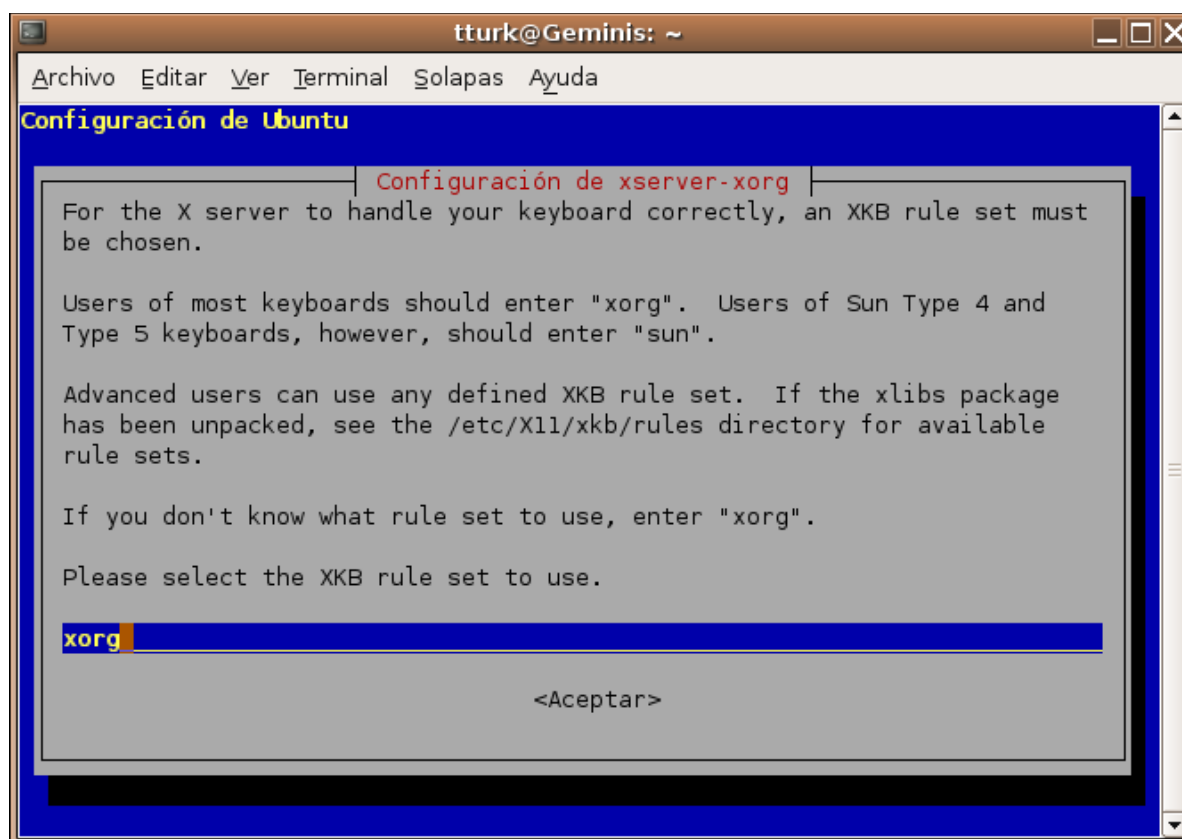 tturk@Geminis: ~
Archivo Editar Ver Terminal Solapas Ayuda
Configuración de Ubuntu
Configuración de xserver-xorg
For the X server to handle your keyboard correctly, an XKB rule set must
be chosen.
Users of most keyboards should enter "xorg".  Users of Sun Type 4 and
Type 5 keyboards, however, should enter "sun".
Advanced users can use any defined XKB rule set.  If the xlibs package
has been unpacked, see the /etc/X11/xkb/rules directory for available
rule sets.
If you don't know what rule set to use, enter "xorg".
Please select the XKB rule set to use.
xorg
<Aceptar>